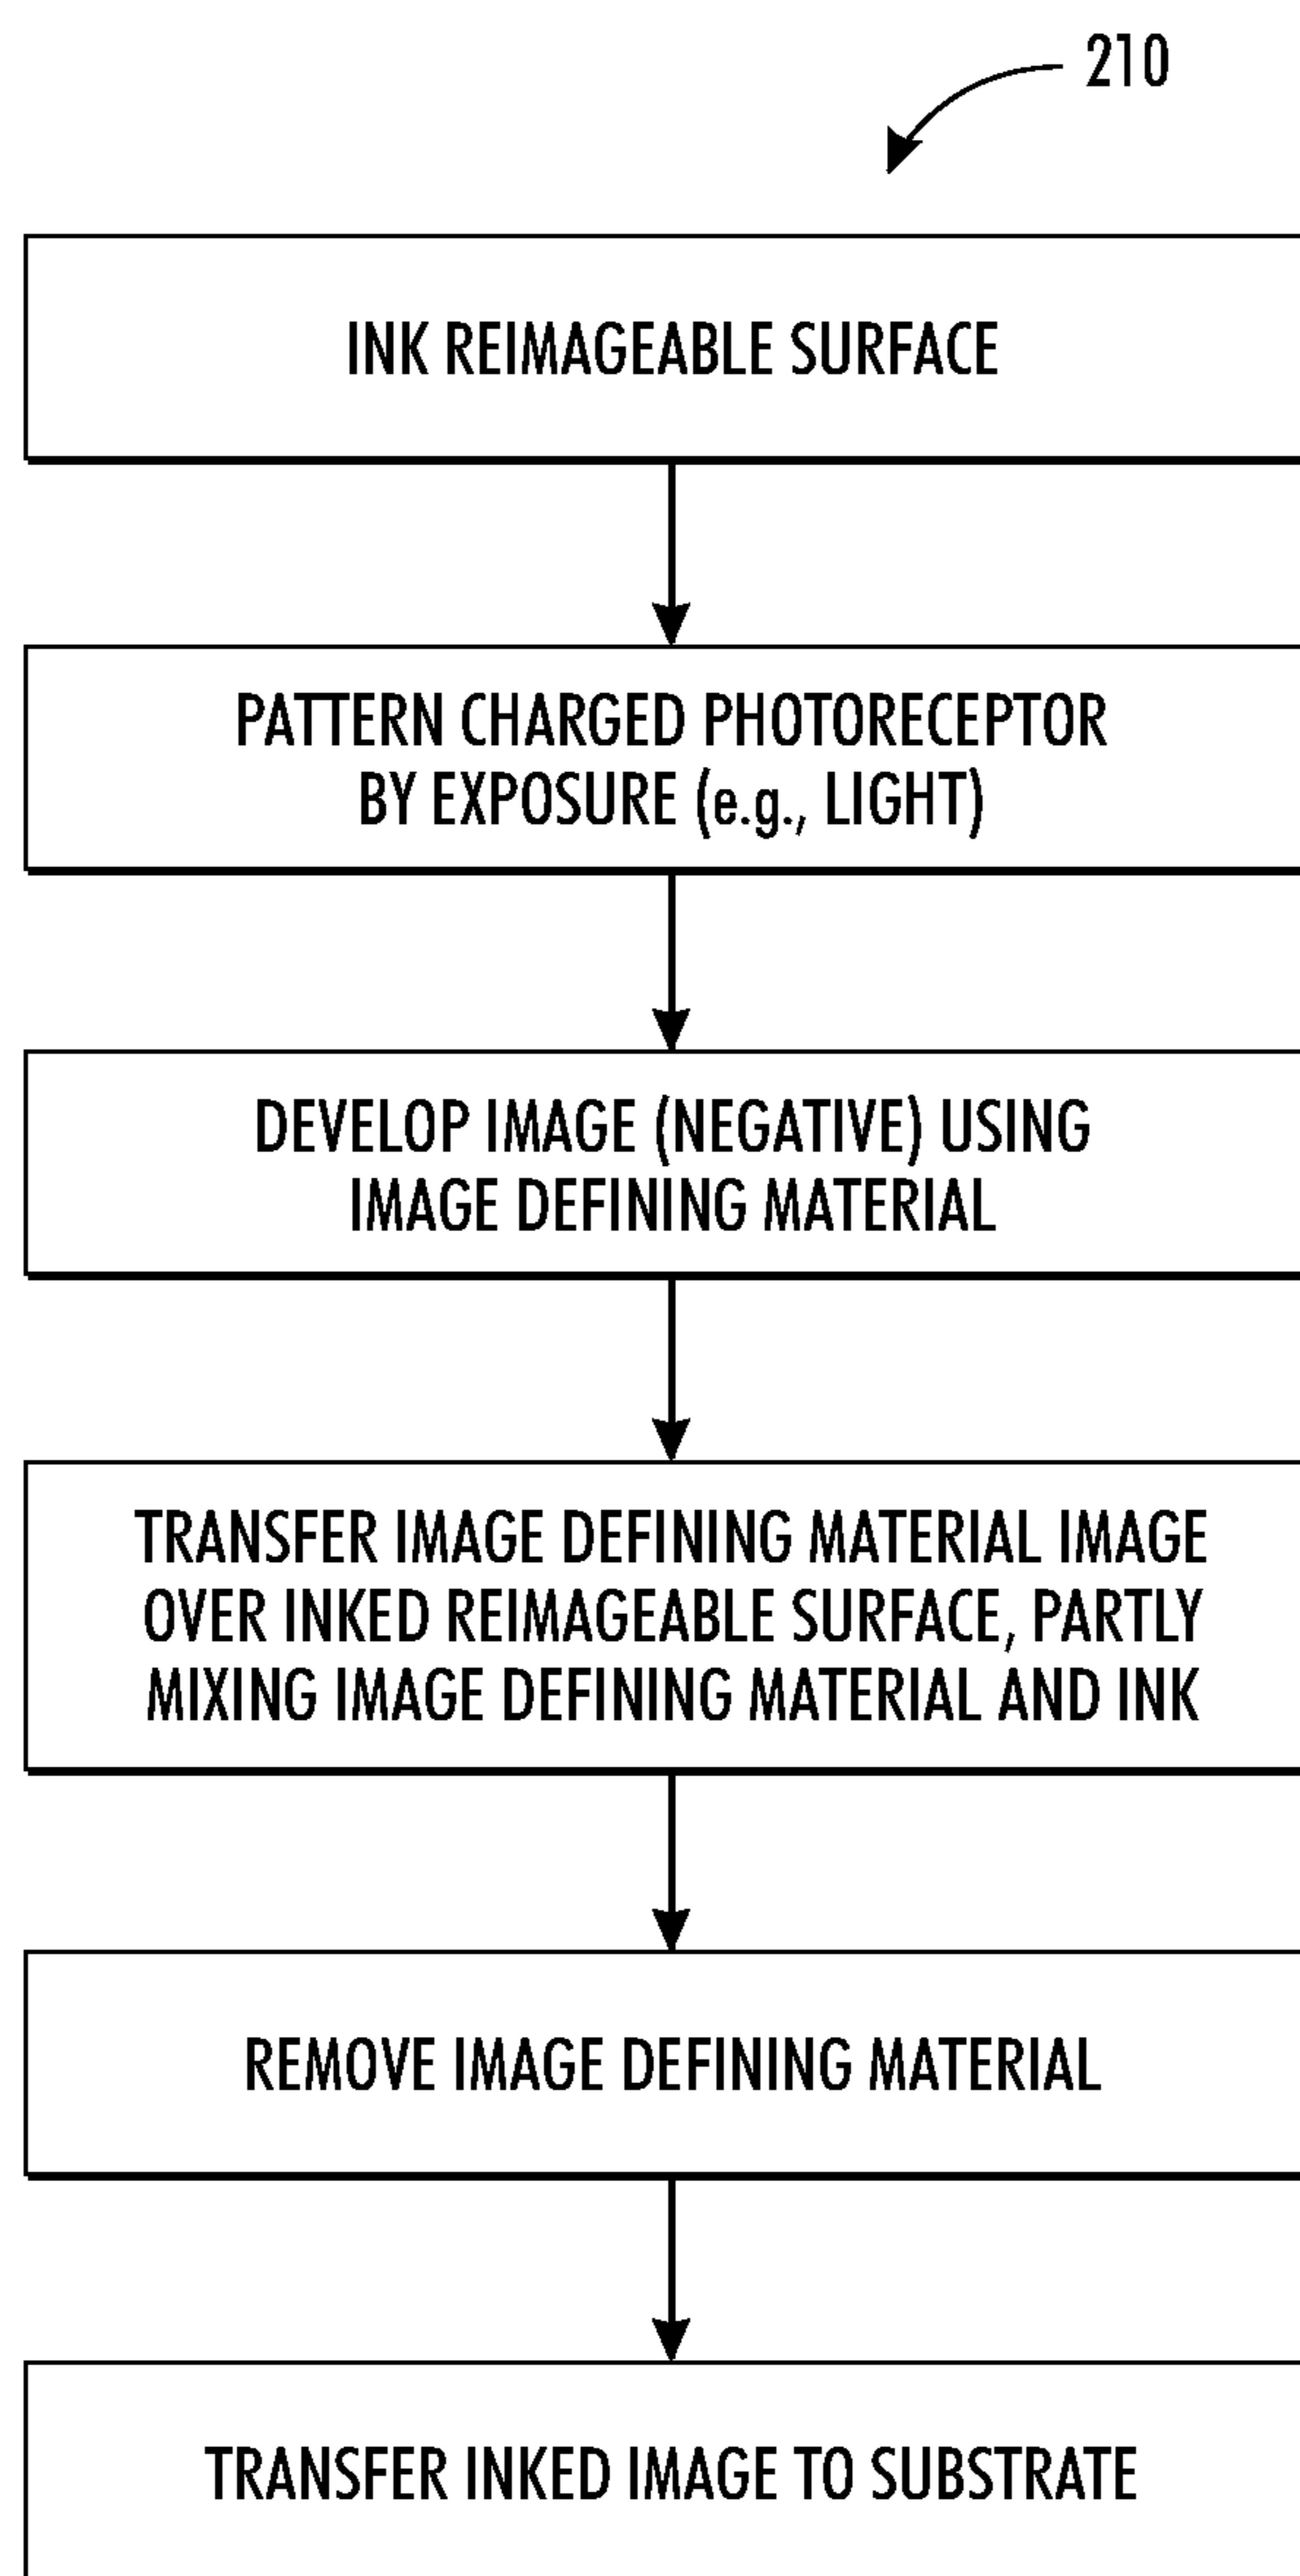 210
INK REIMAGEABLE SURFACE
PATTERN CHARGED PHOTORECEPTOR
BY EXPOSURE (e.g., LIGHT)
DEVELOP IMAGE (NEGATIVE) USING
IMAGE DEFINING MATERIAL
TRANSFER IMAGE DEFINING MATERIAL IMAGE
OVER INKED REIMAGEABLE SURFACE, PARTLY
MIXING IMAGE DEFINING MATERIAL AND INK
REMOVE IMAGE DEFINING MATERIAL
TRANSFER INKED IMAGE TO SUBSTRATE